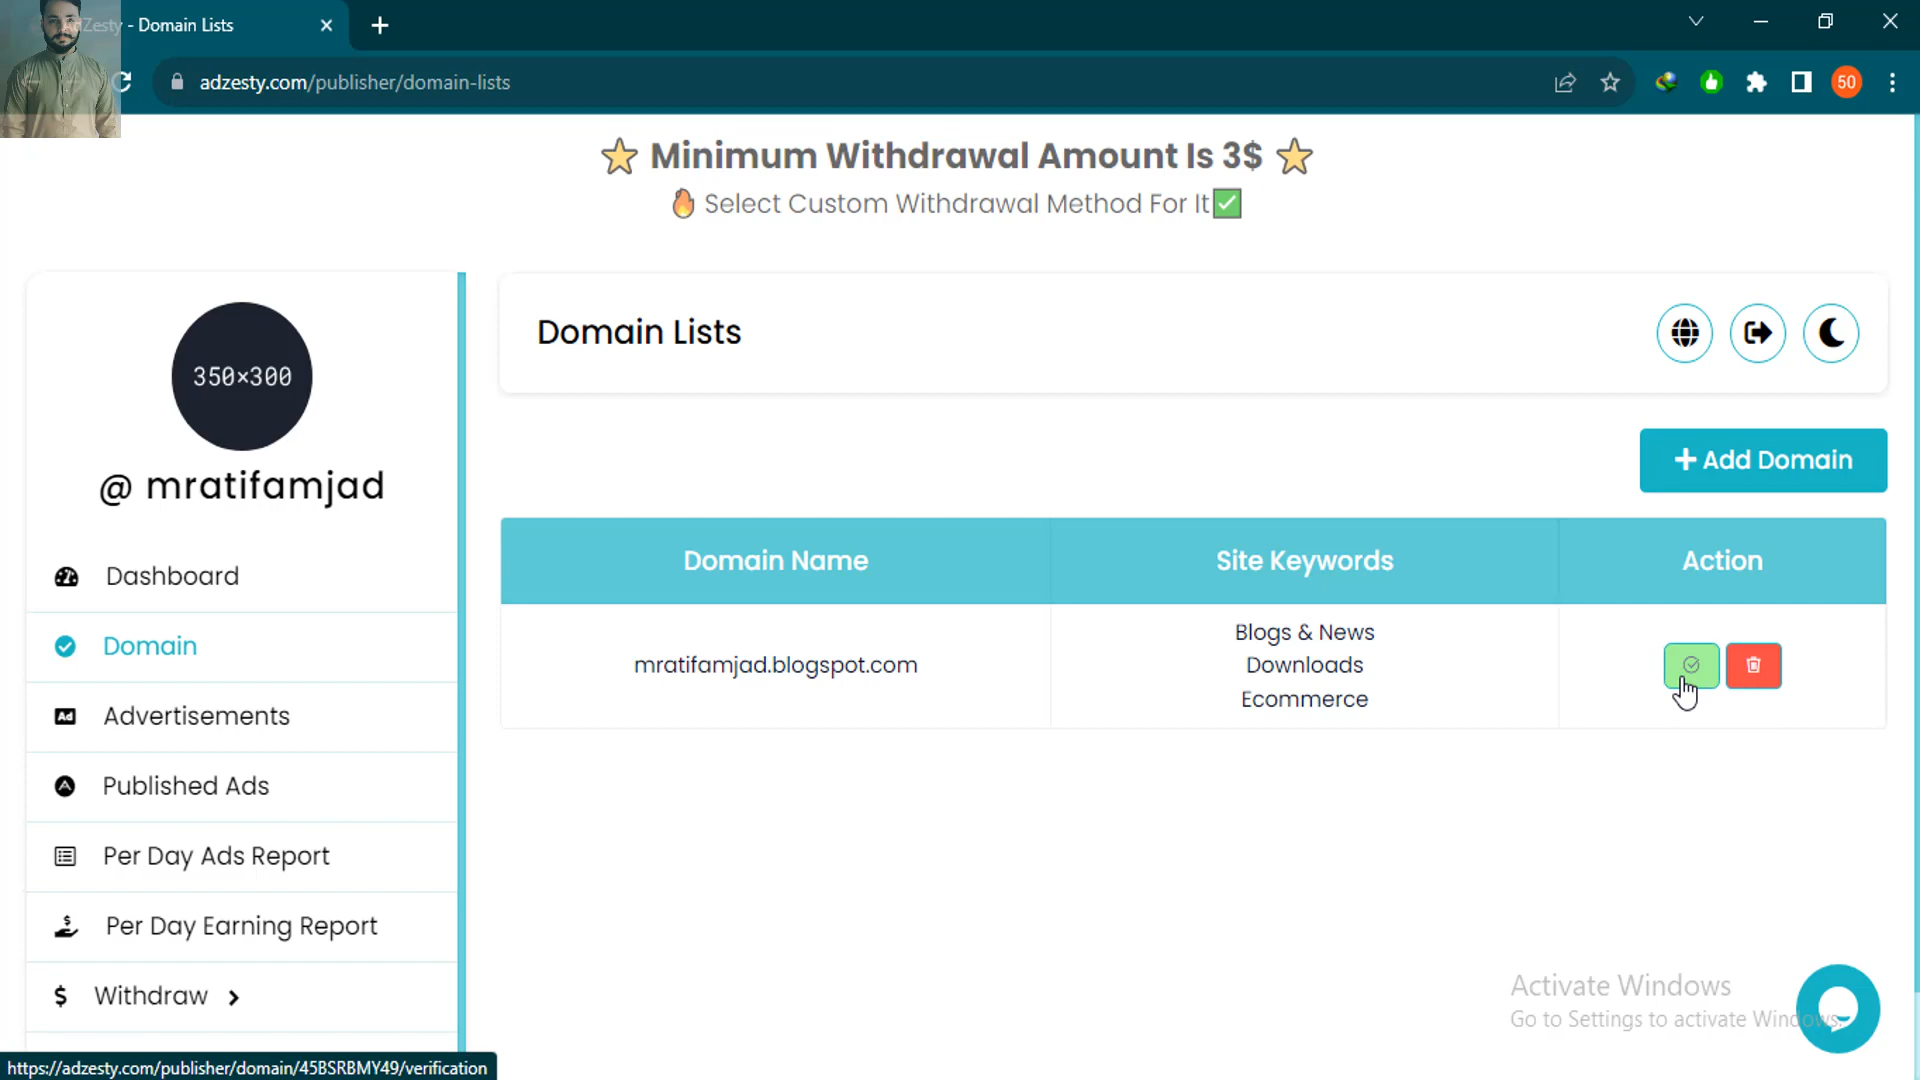 Zesty - Domain Lists
adzesty.com/publisher/domain-lists
50
Minimum Withdrawal Amount Is 3$
Select Custom Withdrawal Method For It
350×300
@ mratifamjad
Dashboard
Domain
Ad Advertisements
Published Ads
Per Day Ads Report
Per Day Earning Report
$ Withdraw
Domain Lists
+ Add Domain
Domain Name Site Keywords Action
Blogs & News
mratifamjad.blogspot.com Downloads
Ecommerce
Activate Windows
Go to Settings to activate Windows.
https://adzesty.com/publisher/domain/45BSRBMY49/verification